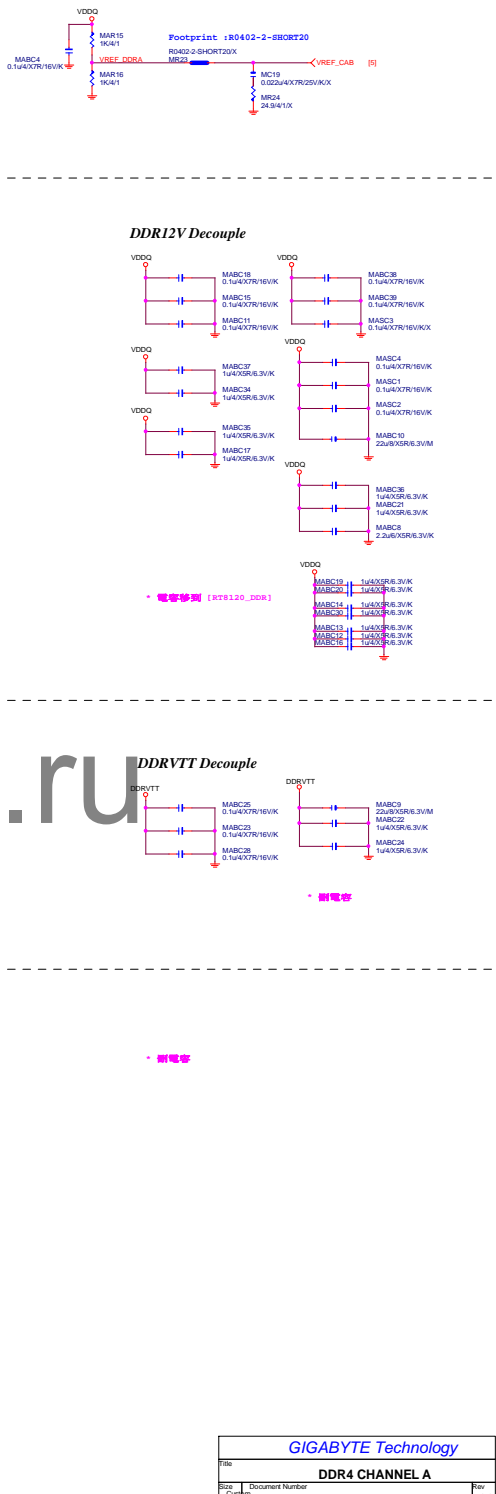 VDDQ
MAR15
1K/4/1
Footprint :R0402-2-SHORT20
R0402-2-SHORT20/X
MABC4
0.1u/4/X7R/16V/K
VREF_DDRA
MR23
VREF_CAB [5]
MAR16
1K/4/1
MC19
0.022u/4/X7R/25V/K/X
MR24
24.9/4/1/X
DDR12V Decouple
VDDQ
MABC18
0.1u/4/X7R/16V/K
MABC15
0.1u/4/X7R/16V/K
MABC11
0.1u/4/X7R/16V/K
VDDQ
MABC38
0.1u/4/X7R/16V/K
MABC39
0.1u/4/X7R/16V/K
MASC3
0.1u/4/X7R/16V/K/X
VDDQ
MABC37
1u/4/X5R/6.3V/K
MABC34
1u/4/X5R/6.3V/K
VDDQ
MASC4
0.1u/4/X7R/16V/K
MASC1
0.1u/4/X7R/16V/K
MASC2
0.1u/4/X7R/16V/K
MABC10
22u/8/X5R/6.3V/M
VDDQ
MABC35
1u/4/X5R/6.3V/K
MABC17
1u/4/X5R/6.3V/K
VDDQ
MABC36
1u/4/X5R/6.3V/K
MABC21
1u/4/X5R/6.3V/K
MABC8
2.2u/6/X5R/6.3V/K
VDDQ
MABC19 1u/4/X5R/6.3V/K
MABC20 1u/4/X5R/6.3V/K
MABC14 1u/4/X5R/6.3V/K
MABC30 1u/4/X5R/6.3V/K
MABC13 1u/4/X5R/6.3V/K
MABC12 1u/4/X5R/6.3V/K
MABC16 1u/4/X5R/6.3V/K
* 電容移到 [RT8120_DDR]
.ru
DDRVTT Decouple
DDRVTT
MABC25
0.1u/4/X7R/16V/K
MABC23
0.1u/4/X7R/16V/K
MABC28
0.1u/4/X7R/16V/K
DDRVTT
MABC9
22u/8/X5R/6.3V/M
MABC22
1u/4/X5R/6.3V/K
MABC24
1u/4/X5R/6.3V/K
* 刪電容
* 刪電容
GIGABYTE Technology
Title
DDR4 CHANNEL A
Size Document Number Rev
Custom